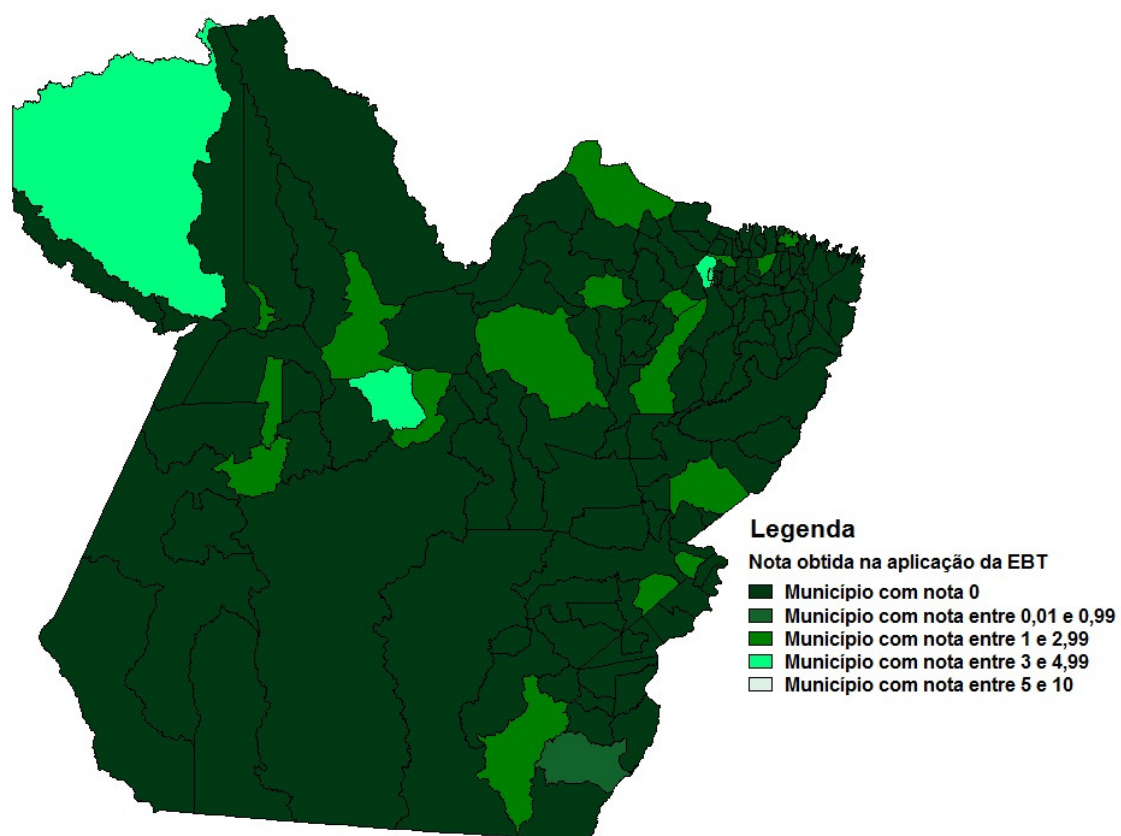 Legenda
Nota obtida na aplicação da EBT
Município com nota 0
Município com nota entre 0,01 e 0,99
Município com nota entre 1 e 2,99
Município com nota entre 3 e 4,99
Município com nota entre 5 e 10